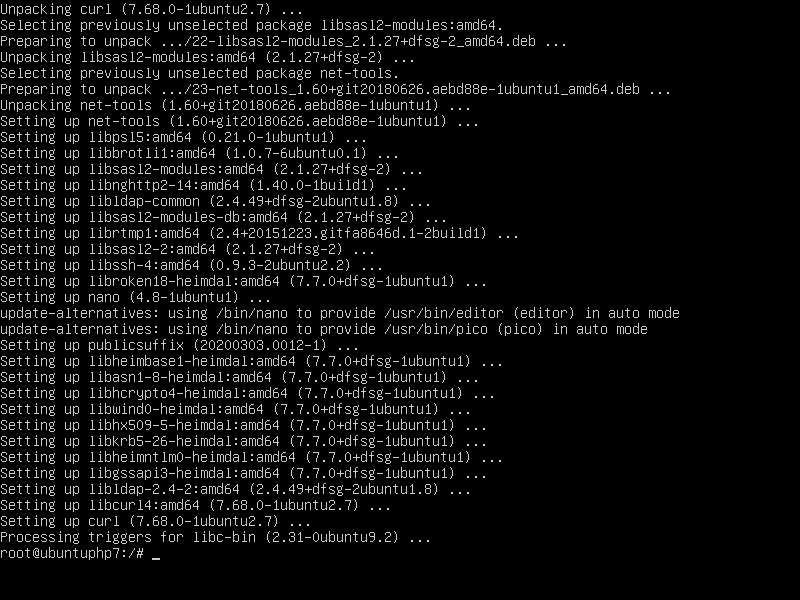 Unpacking curl (7.68.0-1ubuntu2.7) ...
Selecting previously unselected package libsasl2-modules:amd64.
Preparing to unpack .../22-libsasl2-modules_2.1.27+dfsg-2_amd64.deb ...
Unpacking libsasl2-modules:amd64 (2.1.27+dfsg-2) ...
Selecting previously unselected package net-tools.
Preparing to unpack .../23-net-tools_1.60+git20180626.aebd88e-1ubuntu1_amd64.deb ...
Unpacking net-tools (1.60+git20180626.aebd88e-1ubuntu1) ...
Setting up net-tools (1.60+git20180626.aebd88e-1ubuntu1) ...
Setting up libpsl5:amd64 (0.21.0-1ubuntu1) ...
Setting up libbrotli1:amd64 (1.0.7-6ubuntu0.1) ...
Setting up libsasl2-modules:amd64 (2.1.27+dfsg-2) ...
Setting up libnghttp2-14:amd64 (1.40.0-1build1) ...
Setting up libldap-common (2.4.49+dfsg-2ubuntu1.8) ...
Setting up libsasl2-modules-db:amd64 (2.1.27+dfsg-2) ...
Setting up librtmp1:amd64 (2.4+20151223.gitfa8646d.1-2build1) ...
Setting up libsasl2-2:amd64 (2.1.27+dfsg-2) ...
Setting up libssh-4:amd64 (0.9.3-2ubuntu2.2) ...
Setting up libroken18-heimdal:amd64 (7.7.0+dfsg-1ubuntu1) ...
Setting up nano (4.8-1ubuntu1) ...
update-alternatives: using /bin/nano to provide /usr/bin/editor (editor) in auto mode
update-alternatives: using /bin/nano to provide /usr/bin/pico (pico) in auto mode
Setting up publicsuffix (20200303.0012-1) ...
Setting up libheimbase1-heimdal:amd64 (7.7.0+dfsg-1ubuntu1) ...
Setting up libasn1-8-heimdal:amd64 (7.7.0+dfsg-1ubuntu1) ...
Setting up libhcrypto4-heimdal:amd64 (7.7.0+dfsg-1ubuntu1) ...
Setting up libwind0-heimdal:amd64 (7.7.0+dfsg-1ubuntu1) ...
Setting up libhx509-5-heimdal:amd64 (7.7.0+dfsg-1ubuntu1) ...
Setting up libkrb5-26-heimdal:amd64 (7.7.0+dfsg-1ubuntu1) ...
Setting up libheimntlm0-heimdal:amd64 (7.7.0+dfsg-1ubuntu1) ...
Setting up libgssapi3-heimdal:amd64 (7.7.0+dfsg-1ubuntu1) ...
Setting up libldap-2.4-2:amd64 (2.4.49+dfsg-2ubuntu1.8) ...
Setting up libcurl4:amd64 (7.68.0-1ubuntu2.7) ...
Setting up curl (7.68.0-1ubuntu2.7) ...
Processing triggers for libc-bin (2.31-0ubuntu9.2) ...
root@ubuntuphp7:/# _